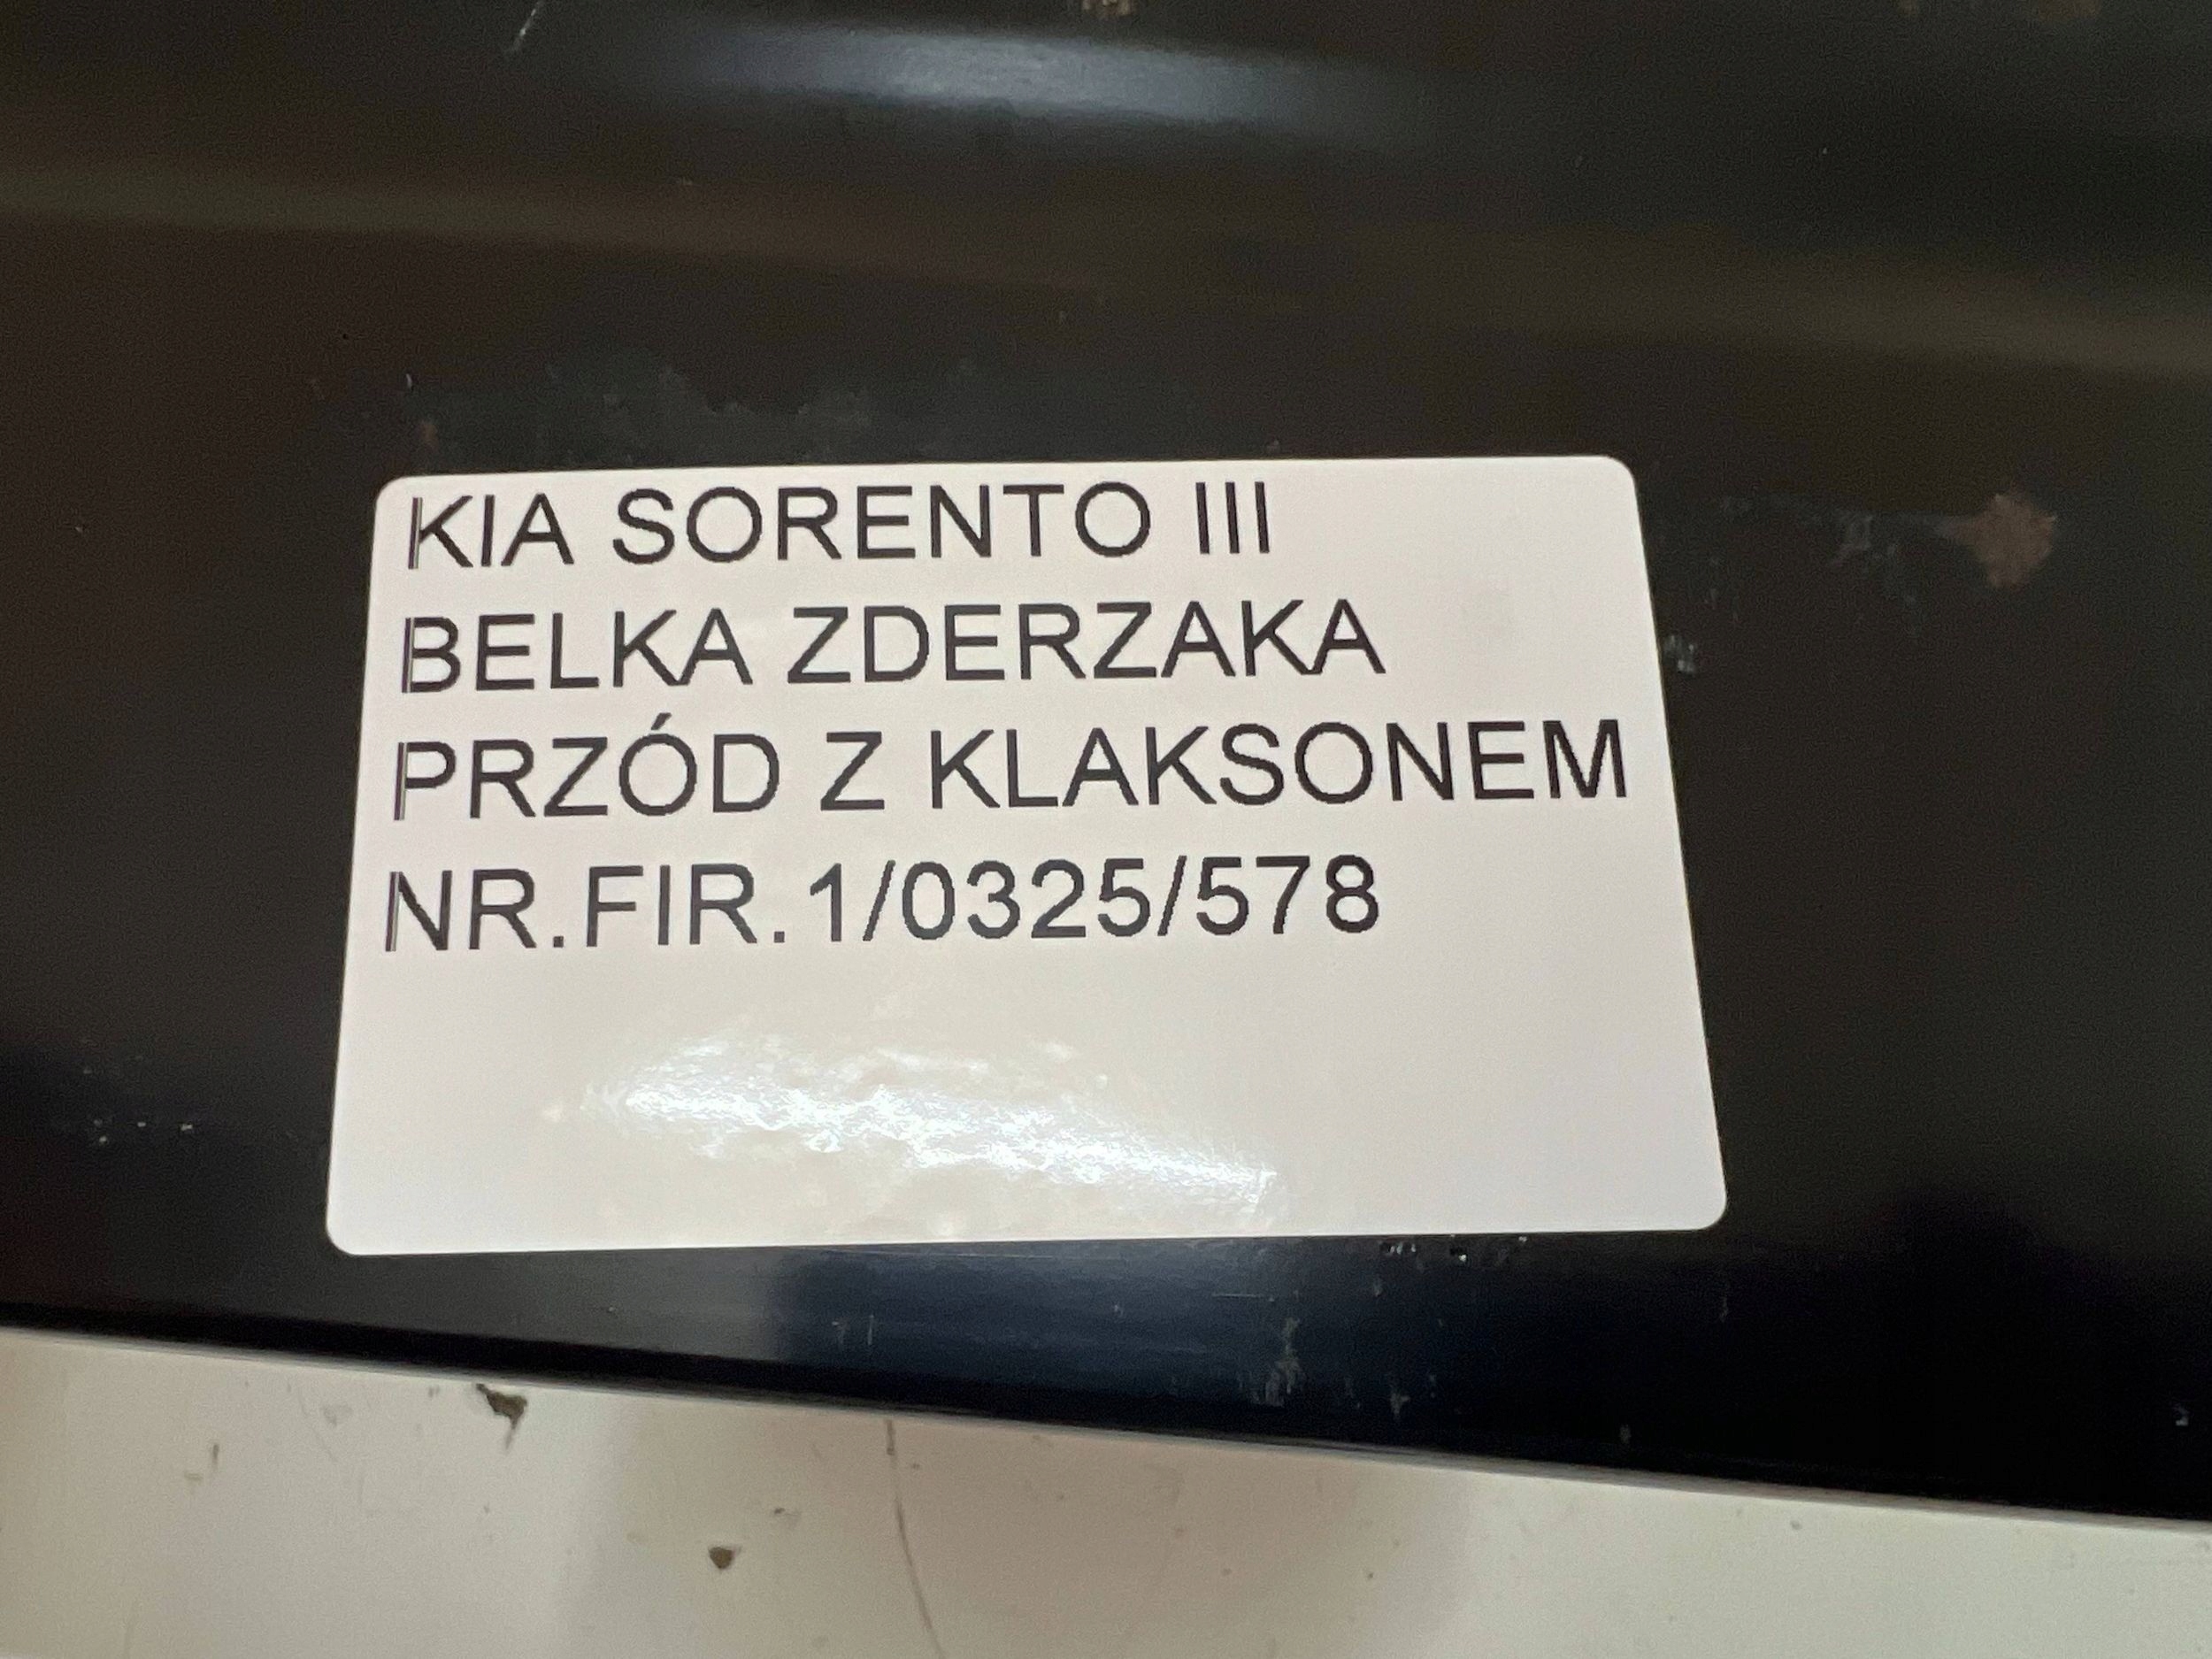 KIA SORENTO III
BELKA ZDERZAKA
PRZÓD Z KLAKSONEM
NR.FIR.1/0325/578